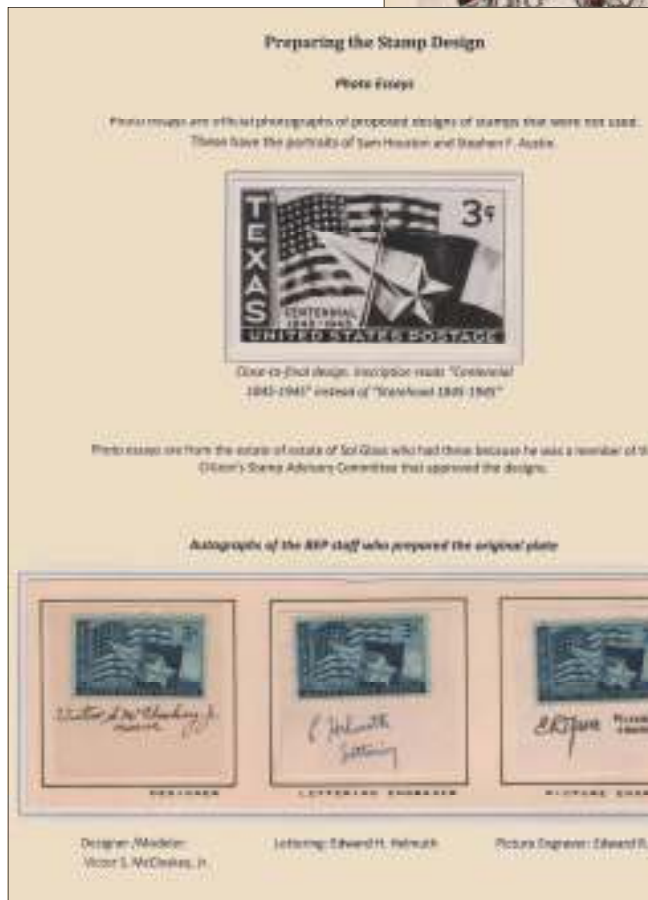 Preparing the Stamp Design
Photo Essays
Photo essays are official photographs of proposed designs of stamps that were not used.
These have the portraits of Sam Houston and Stephen F. Austin.
TEXAS
3¢
CENTENNIAL
1845-1945
UNITED STATES POSTAGE
Close-to-final design. Inscription reads "Centennial
1845-1945" instead of "Statehood 1845-1945"
Photo essays are from the estate of estate of Sol Glass who had these because he was a member of
Citizen's Stamp Advisory Committee that approved the designs.
Autographs of the BEP staff who prepared the original plate
Victor S. McCloskey Jr.
E Helmuth
Lettering
DESIGNER
LETTERING ENGRAVER
PICTURE
Designer /Modeler:
Victor S. McCloskey, Jr.
Lettering: Edward H. Helmuth
Picture Engraver: Edward R.